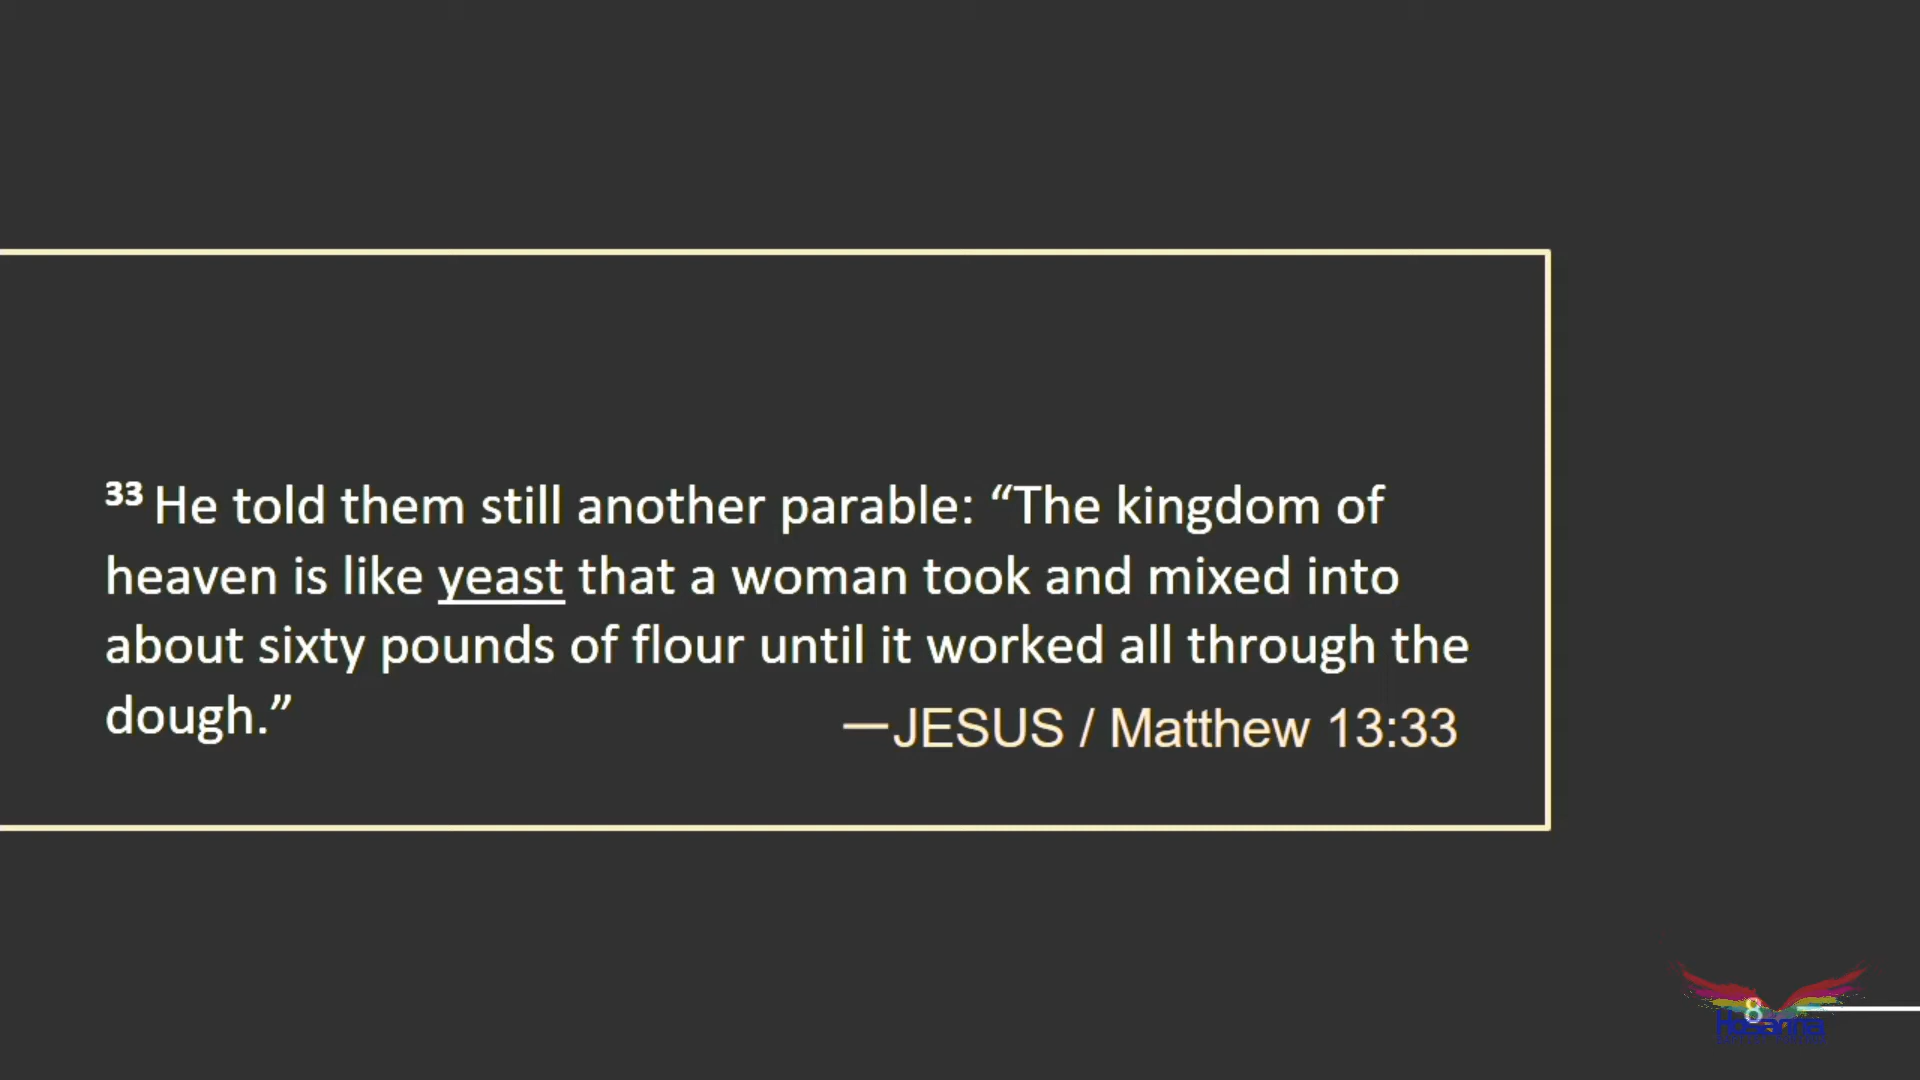 33 He told them still another parable: “The kingdom of
heaven is like yeast that a woman took and mixed into
about sixty pounds of flour until it worked all through the
dough.”
—JESUS / Matthew 13:33
8
Hosanna